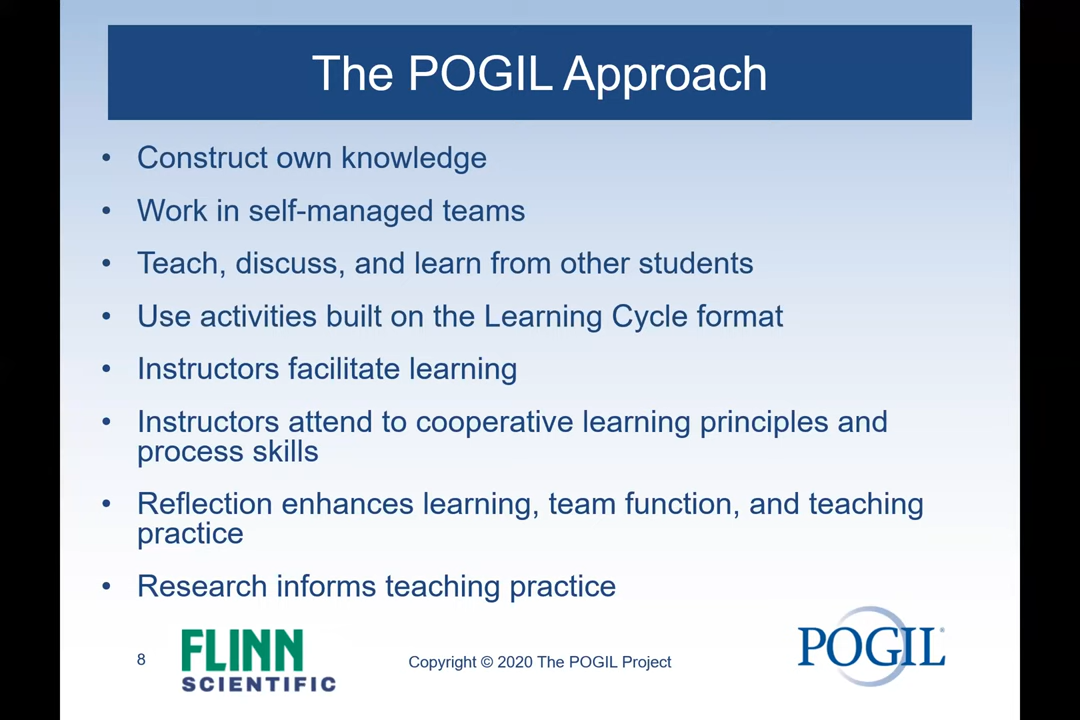 The POGIL Approach
• Construct own knowledge
• Work in self-managed teams
• Teach, discuss, and learn from other students
• Use activities built on the Learning Cycle format
• Instructors facilitate learning
• Instructors attend to cooperative learning principles and
process skills
• Reflection enhances learning, team function, and teaching
practice
• Research informs teaching practice
8
FLINN
SCIENTIFIC
Copyright © 2020 The POGIL Project
POGIL®